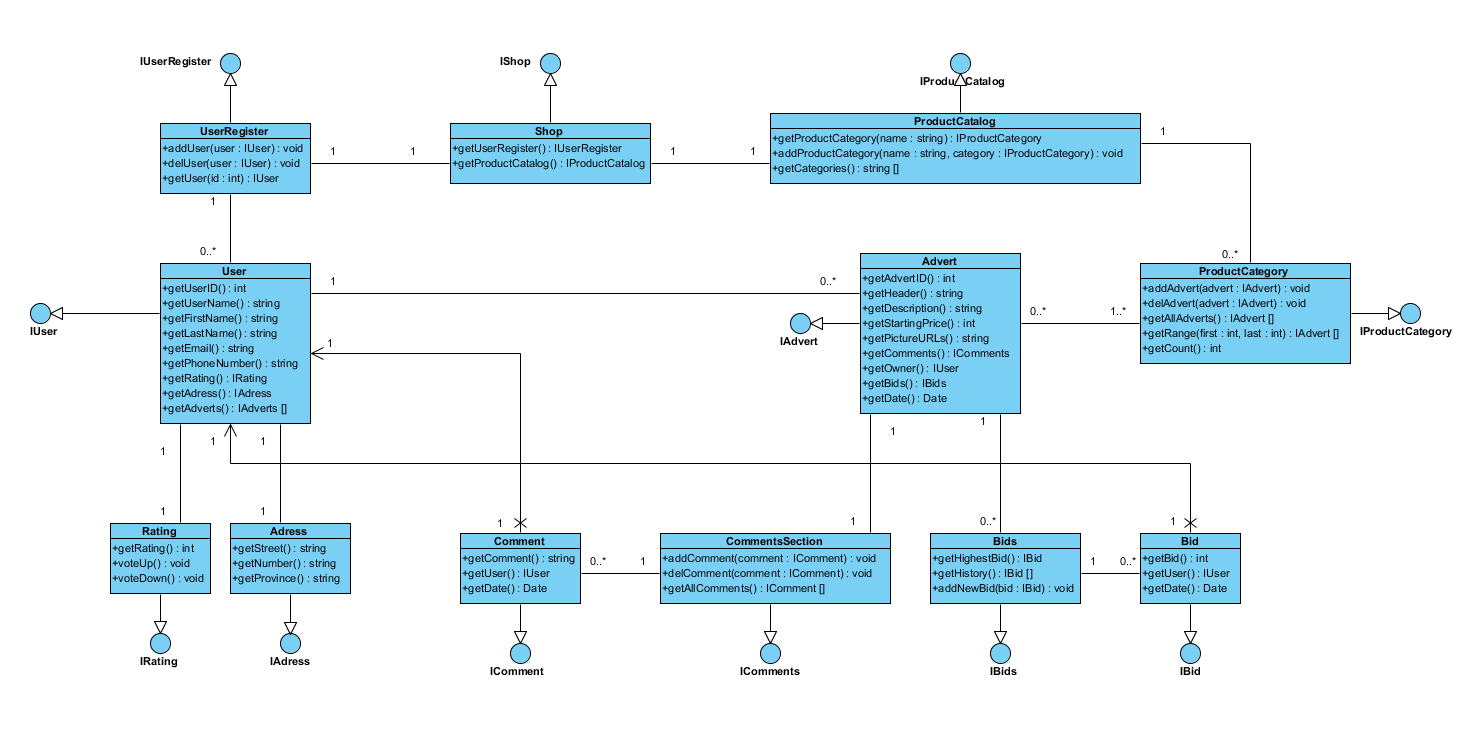 IUserRegister
IShop
IProductCatalog
UserRegister
+addUser(user : IUser) : void
+delUser(user : IUser) : void
+getUser(id : int) : IUser
1
1
Shop
+getUserRegister() : IUserRegister
+getProductCatalog() : IProductCatalog
1
1
ProductCatalog
+getProductCategory(name : string) : IProductCategory
+addProductCategory(name : string, category : IProductCategory) : void
+getCategories() : string []
1
1
0..*
0..*
User
+getUserID() : int
+getUserName() : string
+getFirstName() : string
+getLastName() : string
+getEmail() : string
+getPhoneNumber() : string
+getRating() : IRating
+getAdress() : IAdress
+getAdverts() : IAdverts []
IUser
1
0..*
1
Advert
+getAdvertID() : int
+getHeader() : string
+getDescription() : string
+getStartingPrice() : int
+getPictureURLs() : string
+getComments() : IComments
+getOwner() : IUser
+getBids() : IBids
+getDate() : Date
IAdvert
0..*
1..*
ProductCategory
+addAdvert(advert : IAdvert) : void
+delAdvert(advert : IAdvert) : void
+getAllAdverts() : IAdvert []
+getRange(first : int, last : int) : IAdvert []
+getCount() : int
IProductCategory
1
1
1
1
1
1
1
1
1
0..*
1
Rating
+getRating() : int
+voteUp() : void
+voteDown() : void
IRating
Adress
+getStreet() : string
+getNumber() : string
+getProvince() : string
IAdress
Comment
+getComment() : string
+getUser() : IUser
+getDate() : Date
IComment
0..*
1
CommentsSection
+addComment(comment : IComment) : void
+delComment(comment : IComment) : void
+getAllComments() : IComment []
IComments
Bids
+getHighestBid() : IBid
+getHistory() : IBid []
+addNewBid(bid : IBid) : void
IBids
1
0..*
Bid
+getBid() : int
+getUser() : IUser
+getDate() : Date
IBid